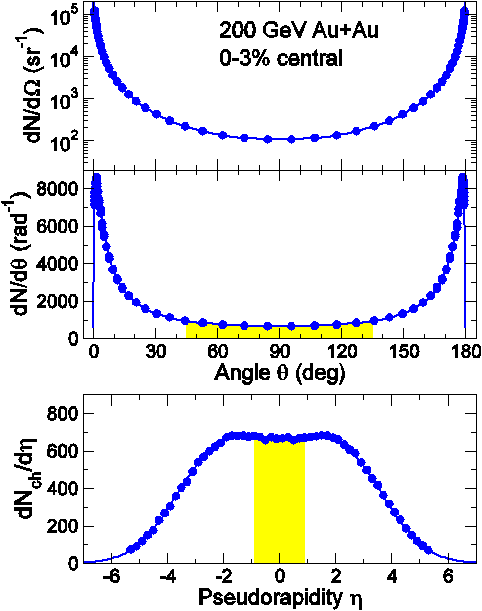 200 GeV Au+Au
0-3% central
dN/dΩ (sr⁻¹)
10⁵
10⁴
10³
10²
dN/dθ (rad⁻¹)
8000
6000
4000
2000
0
0 30 60 90 120 150 180
Angle θ (deg)
dN_ch/dη
800
600
400
200
0
-6 -4 -2 0 2 4 6
Pseudorapidity η